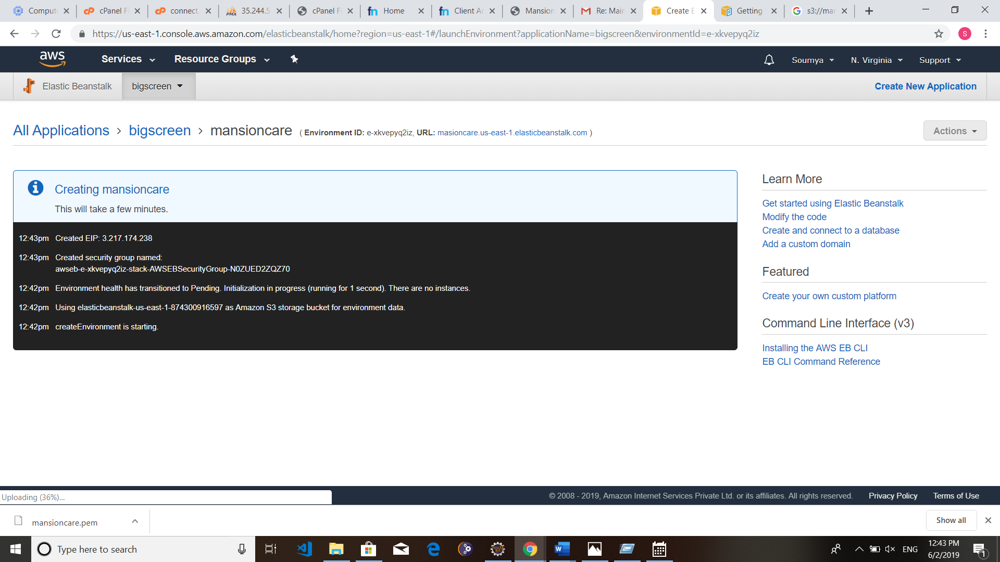 Comput
cPanel Fi
connect.
PMA
35.244.5
cPanel Fi
fn Home
fn Client Ar
Mansion
Re: Main
Create E
Getting
s3://mar
https://us-east-1.console.aws.amazon.com/elasticbeanstalk/home?region=us-east-1#/launchEnvironment?applicationName=bigscreen&environmentId=e-xkvepyq2iz
S
aws
Services
Resource Groups
Soumya
N. Virginia
Support
Elastic Beanstalk
bigscreen
Create New Application
All Applications › bigscreen › mansioncare ( Environment ID: e-xkvepyq2iz, URL: masioncare.us-east-1.elasticbeanstalk.com )
Actions
Creating mansioncare
This will take a few minutes.
12:43pm Created EIP: 3.217.174.238
12:43pm Created security group named:
awseb-e-xkvepyq2iz-stack-AWSEBSecurityGroup-N0ZUED2ZQZ70
12:42pm Environment health has transitioned to Pending. Initialization in progress (running for 1 second). There are no instances.
12:42pm Using elasticbeanstalk-us-east-1-874300916597 as Amazon S3 storage bucket for environment data.
12:42pm createEnvironment is starting.
Learn More
Get started using Elastic Beanstalk
Modify the code
Create and connect to a database
Add a custom domain
Featured
Create your own custom platform
Command Line Interface (v3)
Installing the AWS EB CLI
EB CLI Command Reference
Uploading (36%)...
© 2008 - 2019, Amazon Internet Services Private Ltd. or its affiliates. All rights reserved.
Privacy Policy
Terms of Use
mansioncare.pem
Show all
Type here to search
ENG
12:43 PM
6/2/2019
1